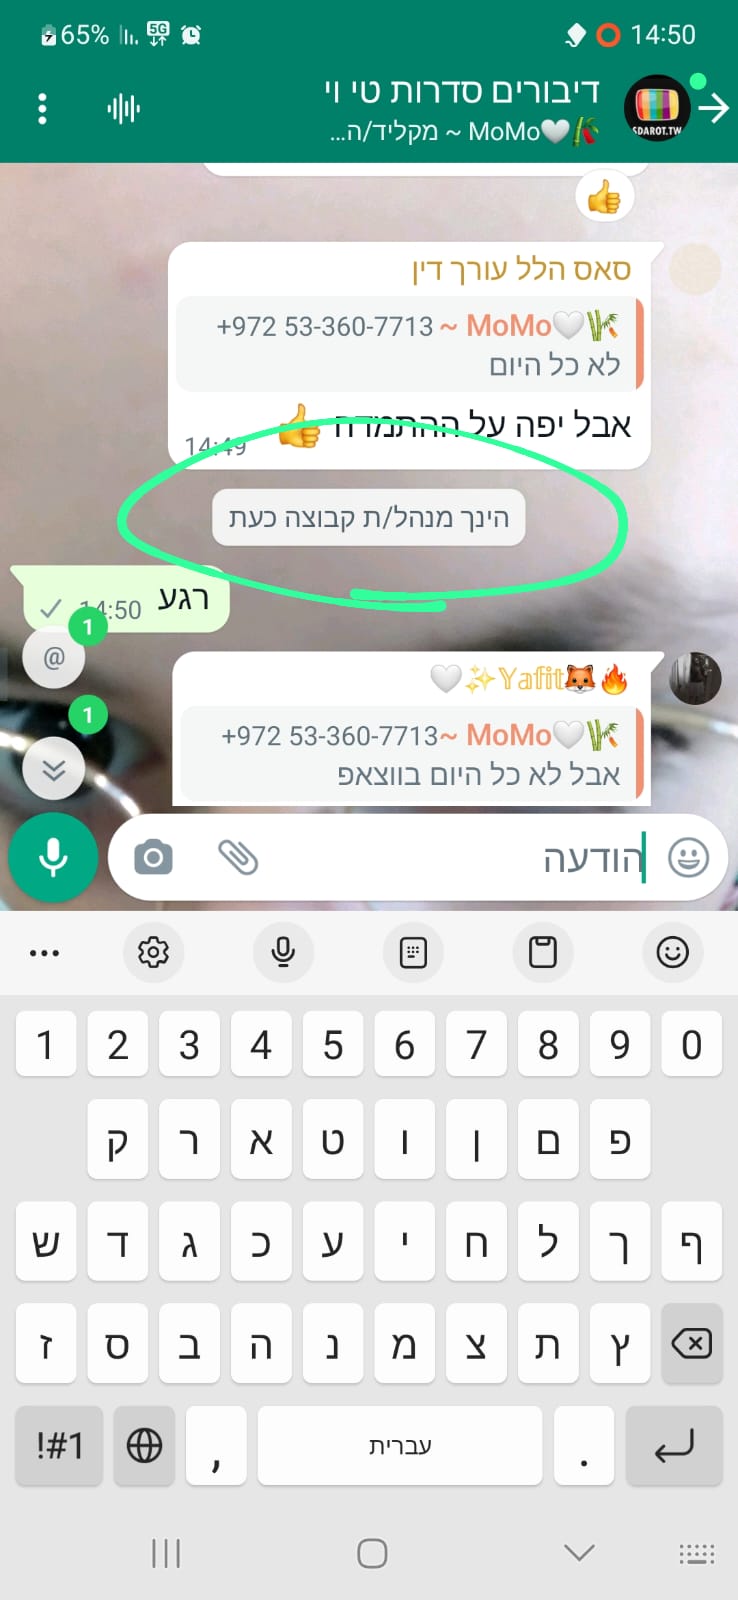 65% 5G 14:50
דיבורים סדרות טי וי
MoMo🤍🎋 ~ מקליד/ה...
SDAROT.TW
👍
סאס הלל עורך דין
+972 53-360-7713 ~ MoMo🤍🎋
לא כל היום
אבל יפה על ההתמדה 👍
14:49
הינך מנהל/ת קבוצה כעת
רגע
14:50
1
@
🤍✨Yafit🦊🔥
1
+972 53-360-7713 ~ MoMo🤍🎋
אבל לא כל היום בווצאפ
הודעה
1 2 3 4 5 6 7 8 9 0
ק ר א ט ו ן ם פ
ש ד ג כ ע י ח ל ך ף
ז ס ב ה נ מ צ ת ץ
!#1 , עברית .